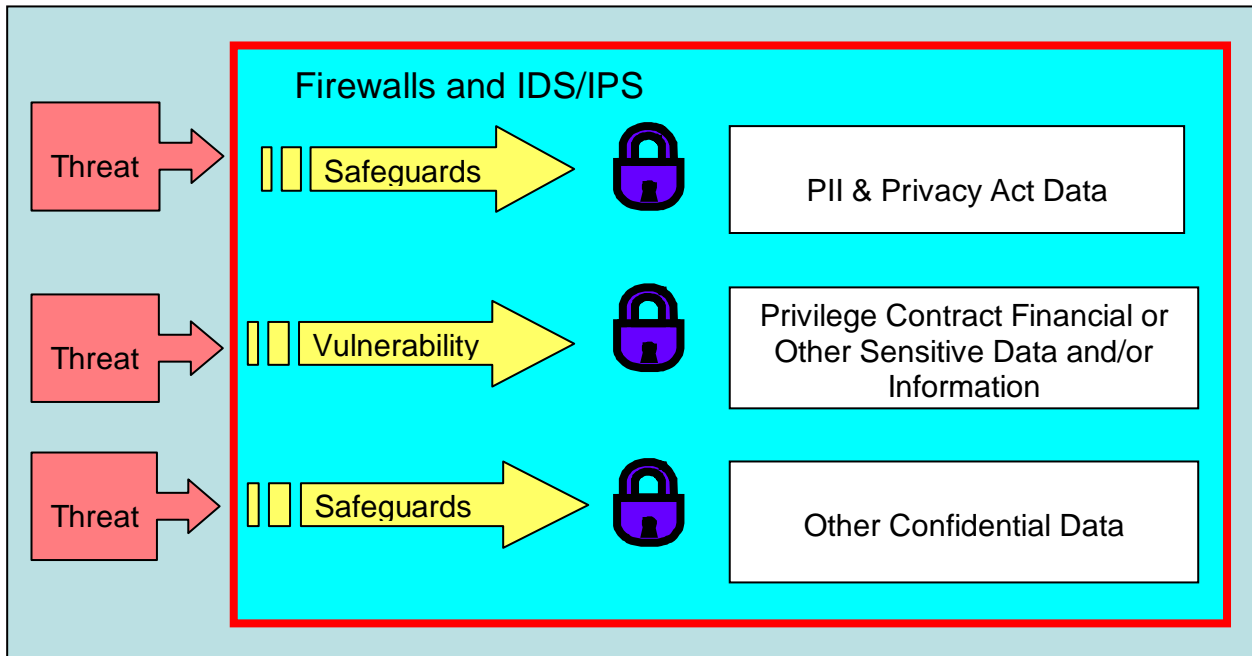 Firewalls and IDS/IPS
Threat
Safeguards
PII & Privacy Act Data
Threat
Vulnerability
Privilege Contract Financial or
Other Sensitive Data and/or
Information
Threat
Safeguards
Other Confidential Data